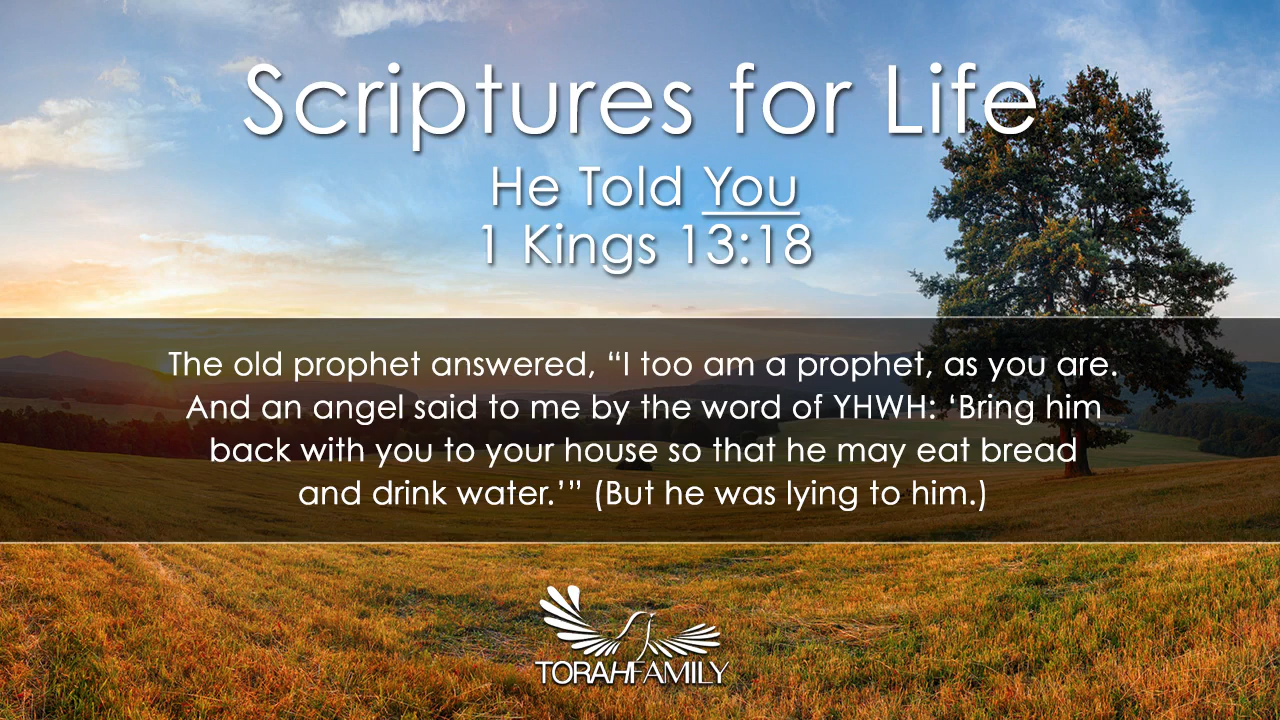 Scriptures for Life
He Told You
1 Kings 13:18
The old prophet answered, “I too am a prophet, as you are.
And an angel said to me by the word of YHWH: ‘Bring him
back with you to your house so that he may eat bread
and drink water.’” (But he was lying to him.)
TORAHFAMILY